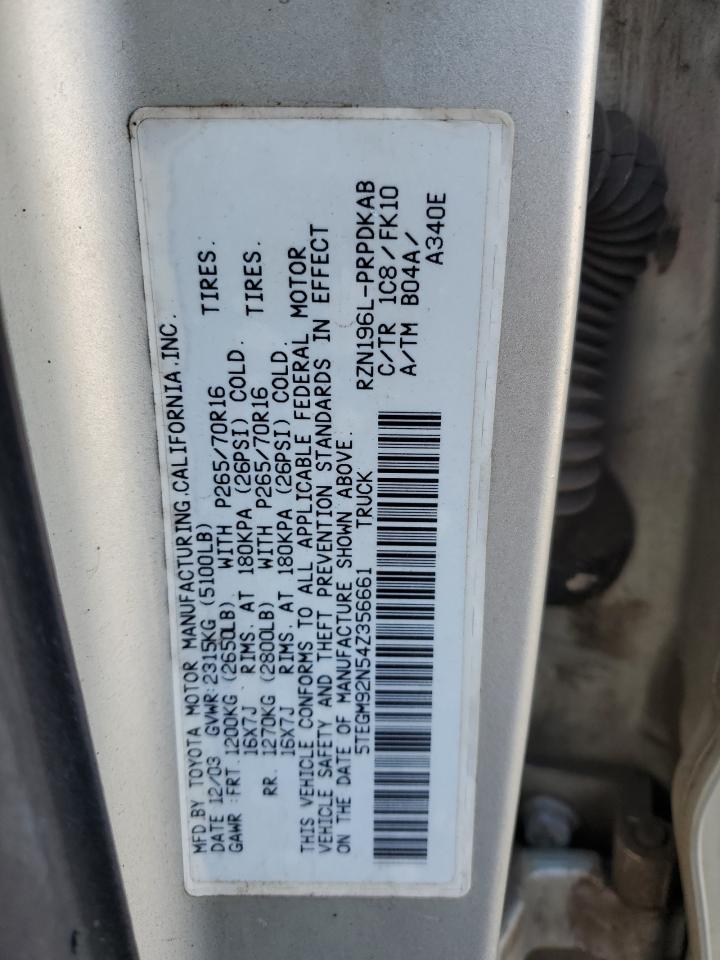 MFD.BY TOYOTA MOTOR MANUFACTURING.CALIFORNIA.INC.
DATE 12/03 GVWR:2315KG (5100LB)
GAWR :FRT.1200KG (2650LB). WITH P265/70R16 TIRES.
16X7J RIMS. AT 180KPA (26PSI) COLD.
RR. 1270KG (2800LB) WITH P265/70R16 TIRES.
16X7J RIMS. AT 180KPA (26PSI) COLD.
THIS VEHICLE CONFORMS TO ALL APPLICABLE FEDERAL MOTOR
VEHICLE SAFETY AND THEFT PREVENTION STANDARDS IN EFFECT
ON THE DATE OF MANUFACTURE SHOWN ABOVE.
5TEGM92N54Z356661 TRUCK
RZN196L-PRPDKAB
C/TR 1C8/FK10
A/TM B04A/
A340E